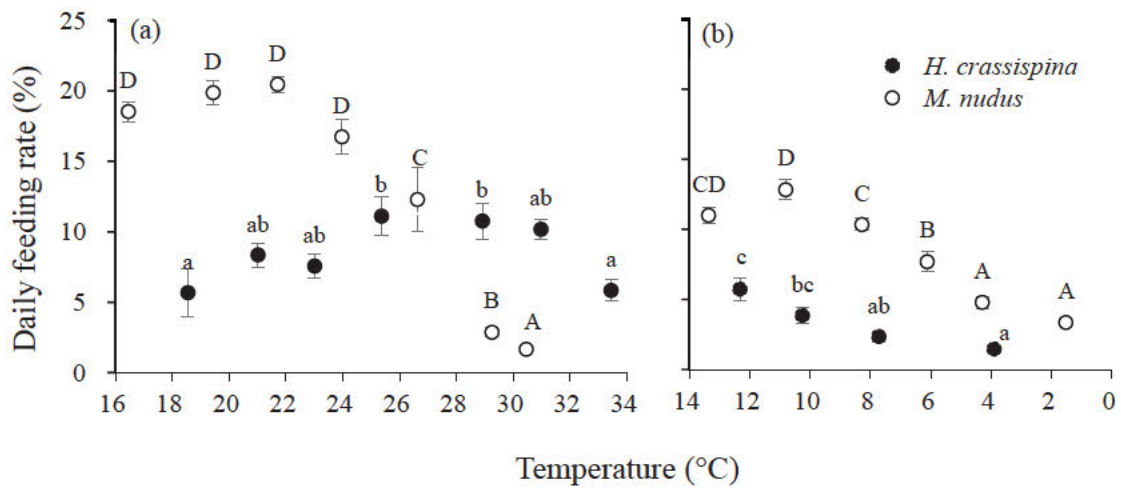 (a)
(b)
Daily feeding rate (%)
25
20
15
10
5
0
D
D
D
D
C
B
A
a
ab
ab
b
b
ab
a
16 18 20 22 24 26 28 30 32 34
H. crassispina
M. nudus
CD
D
C
B
A
A
c
bc
ab
a
14 12 10 8 6 4 2 0
Temperature (°C)